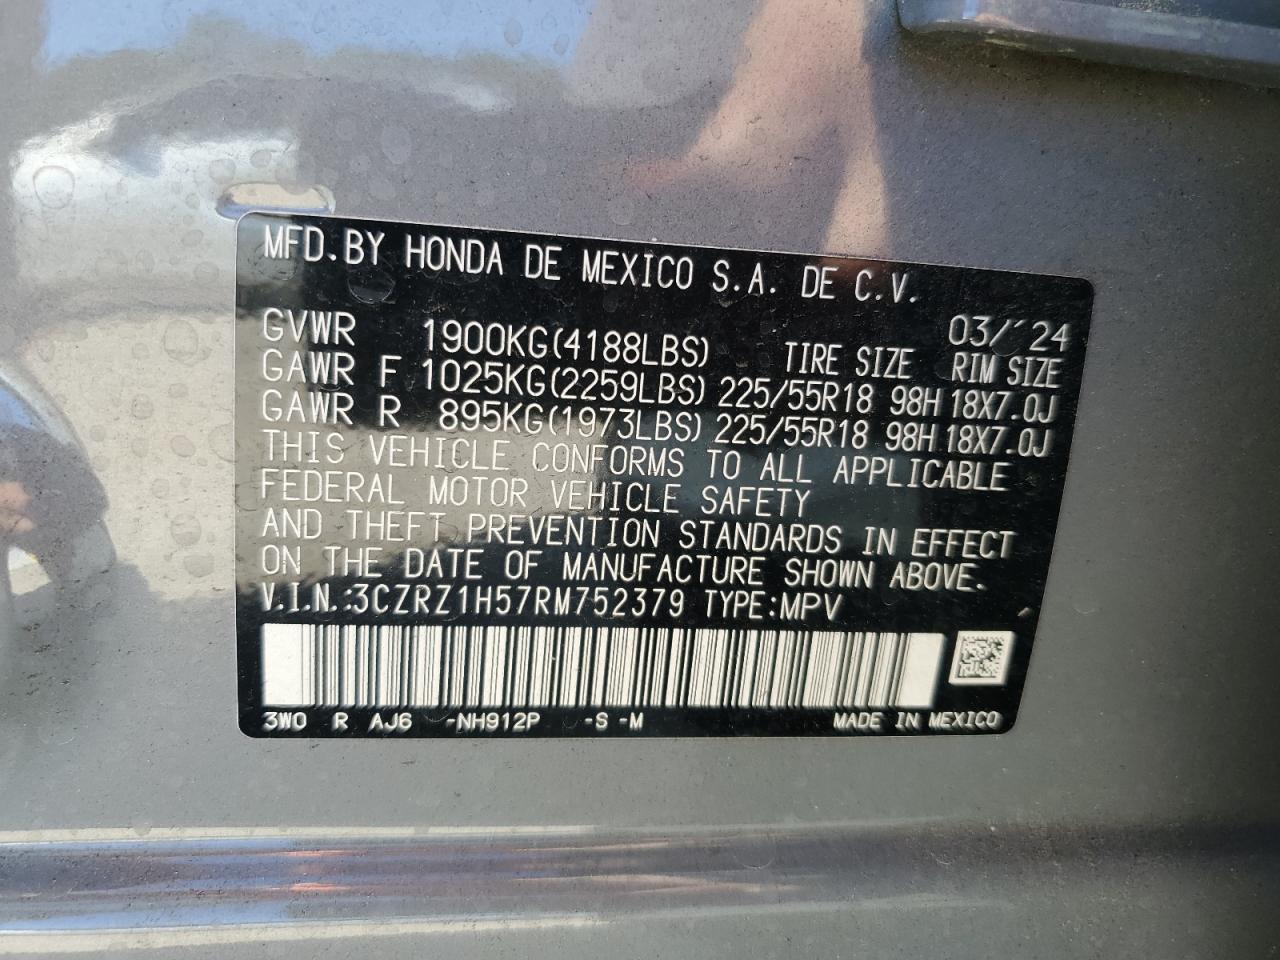 MFD.BY HONDA DE MEXICO S.A. DE C.V.
03/'24
GVWR 1900KG(4188LBS) TIRE SIZE RIM SIZE
GAWR F 1025KG(2259LBS) 225/55R18 98H 18X7.0J
GAWR R 895KG(1973LBS) 225/55R18 98H 18X7.0J
THIS VEHICLE CONFORMS TO ALL APPLICABLE
FEDERAL MOTOR VEHICLE SAFETY
AND THEFT PREVENTION STANDARDS IN EFFECT
ON THE DATE OF MANUFACTURE SHOWN ABOVE.
V.I.N.:3CZRZ1H57RM752379 TYPE:MPV
3W0 R AJ6 -NH912P -S -M MADE IN MEXICO